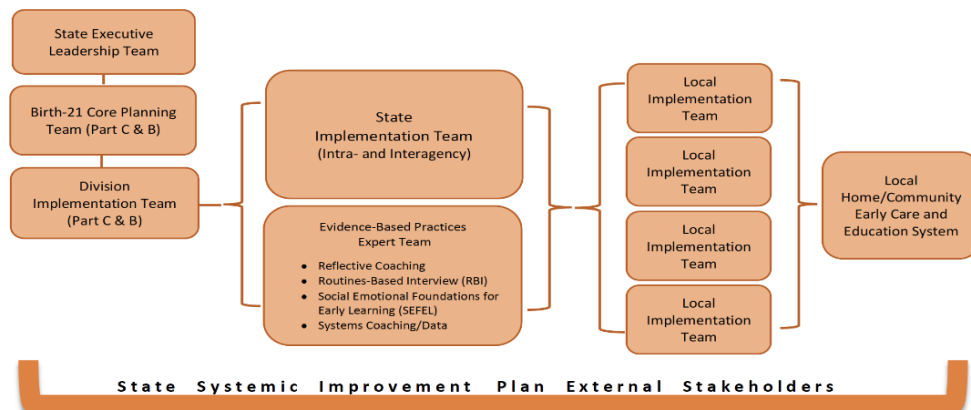 State Executive
Leadership Team
Birth-21 Core Planning
Team (Part C & B)
Division
Implementation Team
(Part C & B)
State
Implementation Team
(Intra- and Interagency)
Evidence-Based Practices
Expert Team
● Reflective Coaching
● Routines-Based Interview (RBI)
● Social Emotional Foundations for
Early Learning (SEFEL)
● Systems Coaching/Data
Local
Implementation
Team
Local
Implementation
Team
Local
Implementation
Team
Local
Implementation
Team
Local
Home/Community
Early Care and
Education System
State Systemic Improvement Plan External Stakeholders